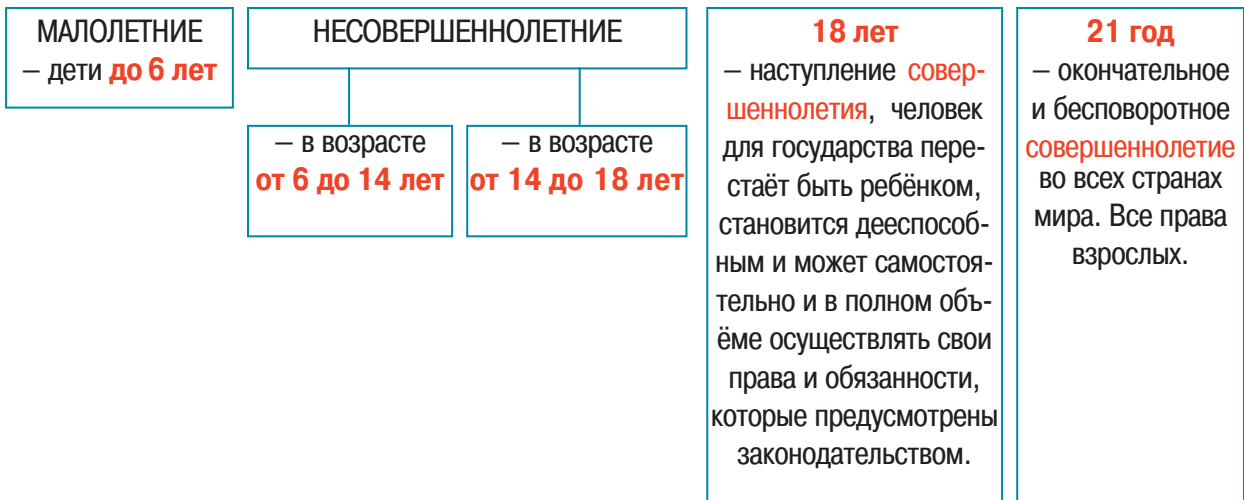 МАЛОЛЕТНИЕ
– дети до 6 лет
НЕСОВЕРШЕННОЛЕТНИЕ
– в возрасте
от 6 до 14 лет
– в возрасте
от 14 до 18 лет
18 лет
– наступление совер-
шеннолетия, человек
для государства пере-
стаёт быть ребёнком,
становится дееспособ-
ным и может самостоя-
тельно и в полном объ-
ёме осуществлять свои
права и обязанности,
которые предусмотрены
законодательством.
21 год
– окончательное
и бесповоротное
совершеннолетие
во всех странах
мира. Все права
взрослых.